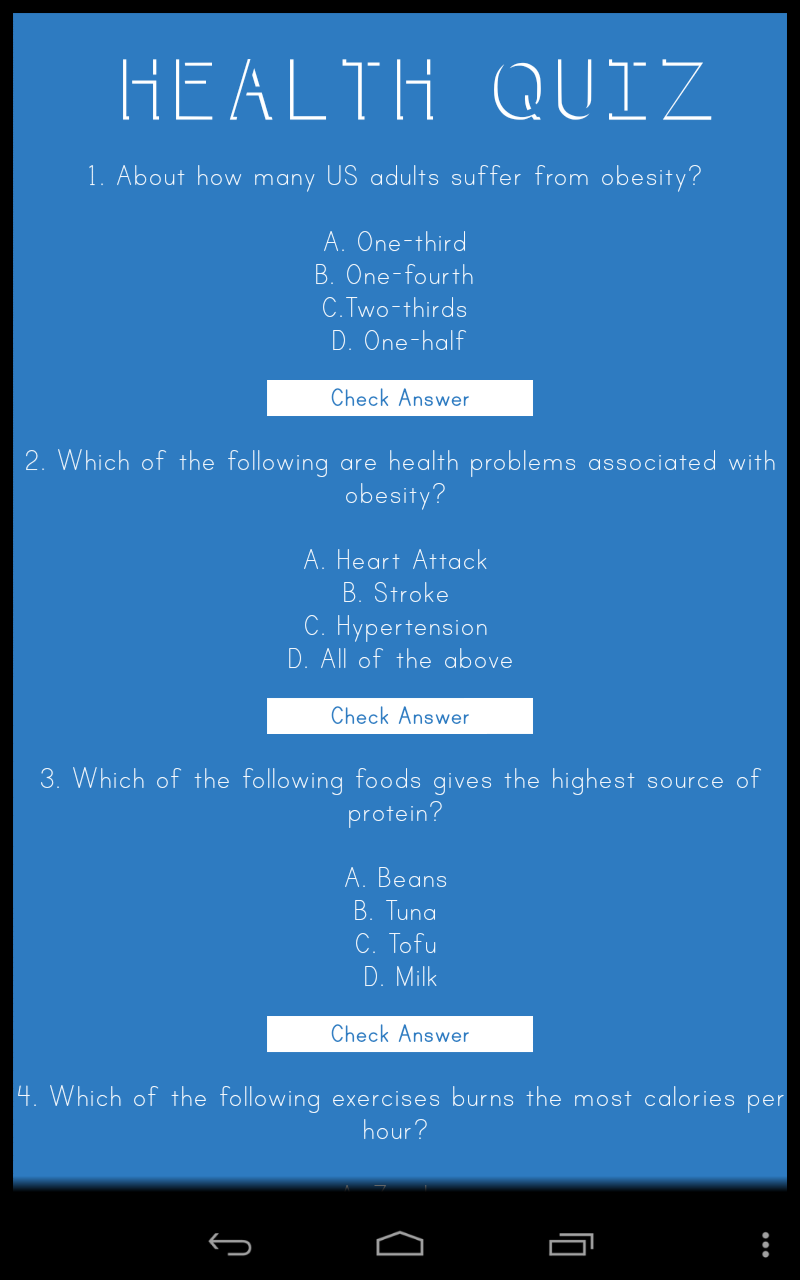 HEALTH QUIZ
1. About how many US adults suffer from obesity?
A. One-third
B. One-fourth
C.Two-thirds
D. One-half
Check Answer
2. Which of the following are health problems associated with
obesity?
A. Heart Attack
B. Stroke
C. Hypertension
D. All of the above
Check Answer
3. Which of the following foods gives the highest source of
protein?
A. Beans
B. Tuna
C. Tofu
D. Milk
Check Answer
4. Which of the following exercises burns the most calories per
hour?